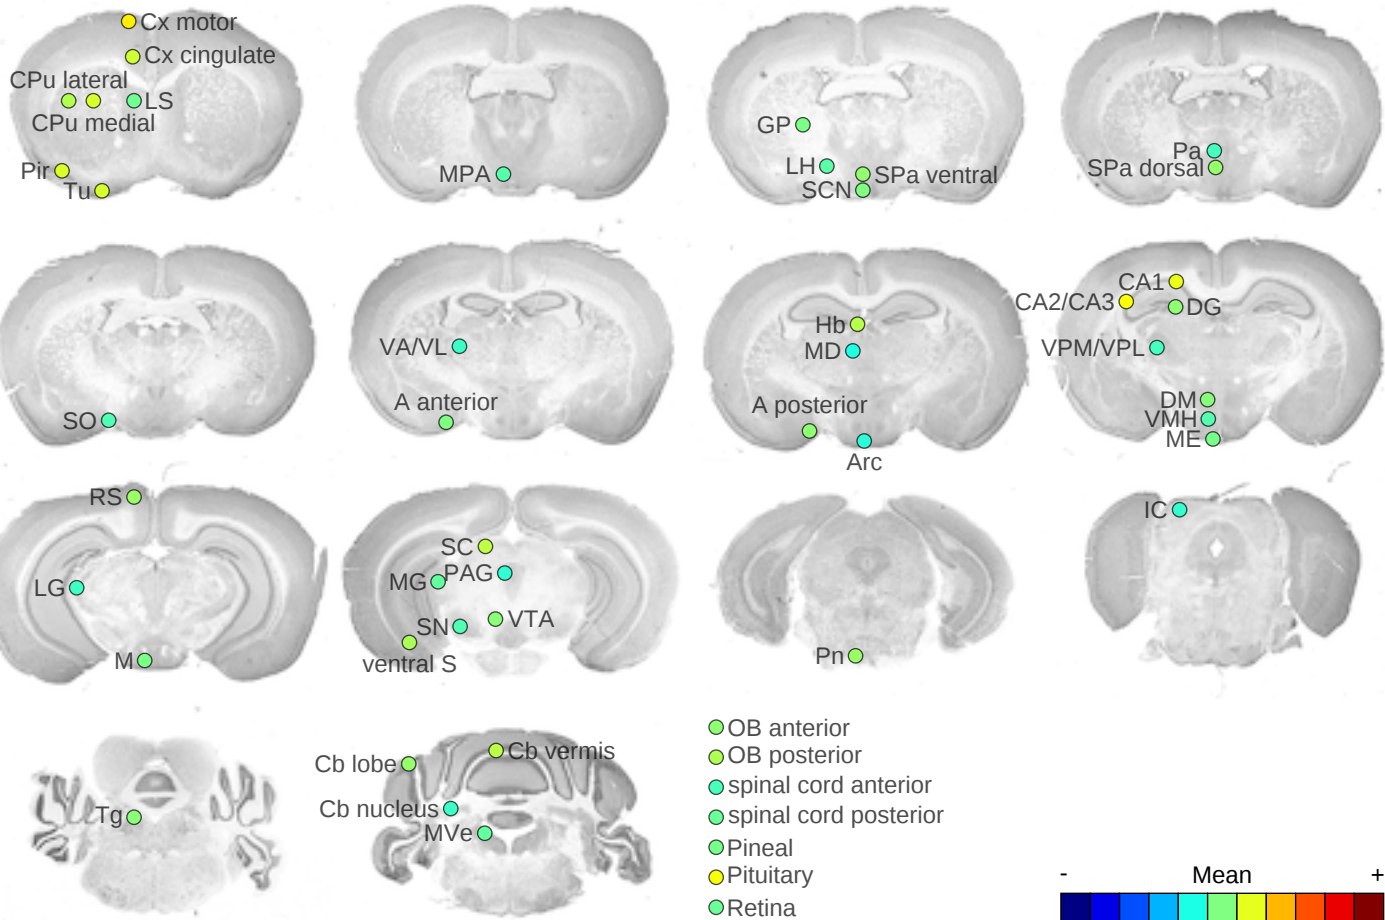 Cx motor
Cx cingulate
CPu lateral
LS
CPu medial
Pir
Tu
MPA
GP
LH
SPa ventral
SCN
Pa
SPa dorsal
SO
VA/VL
A anterior
Hb
MD
A posterior
Arc
CA1
CA2/CA3
DG
VPM/VPL
DM
VMH
ME
RS
LG
M
SC
MG
PAG
SN
VTA
ventral S
Pn
IC
Tg
Cb lobe
Cb vermis
Cb nucleus
MVe
OB anterior
OB posterior
spinal cord anterior
spinal cord posterior
Pineal
Pituitary
Retina
- Mean +